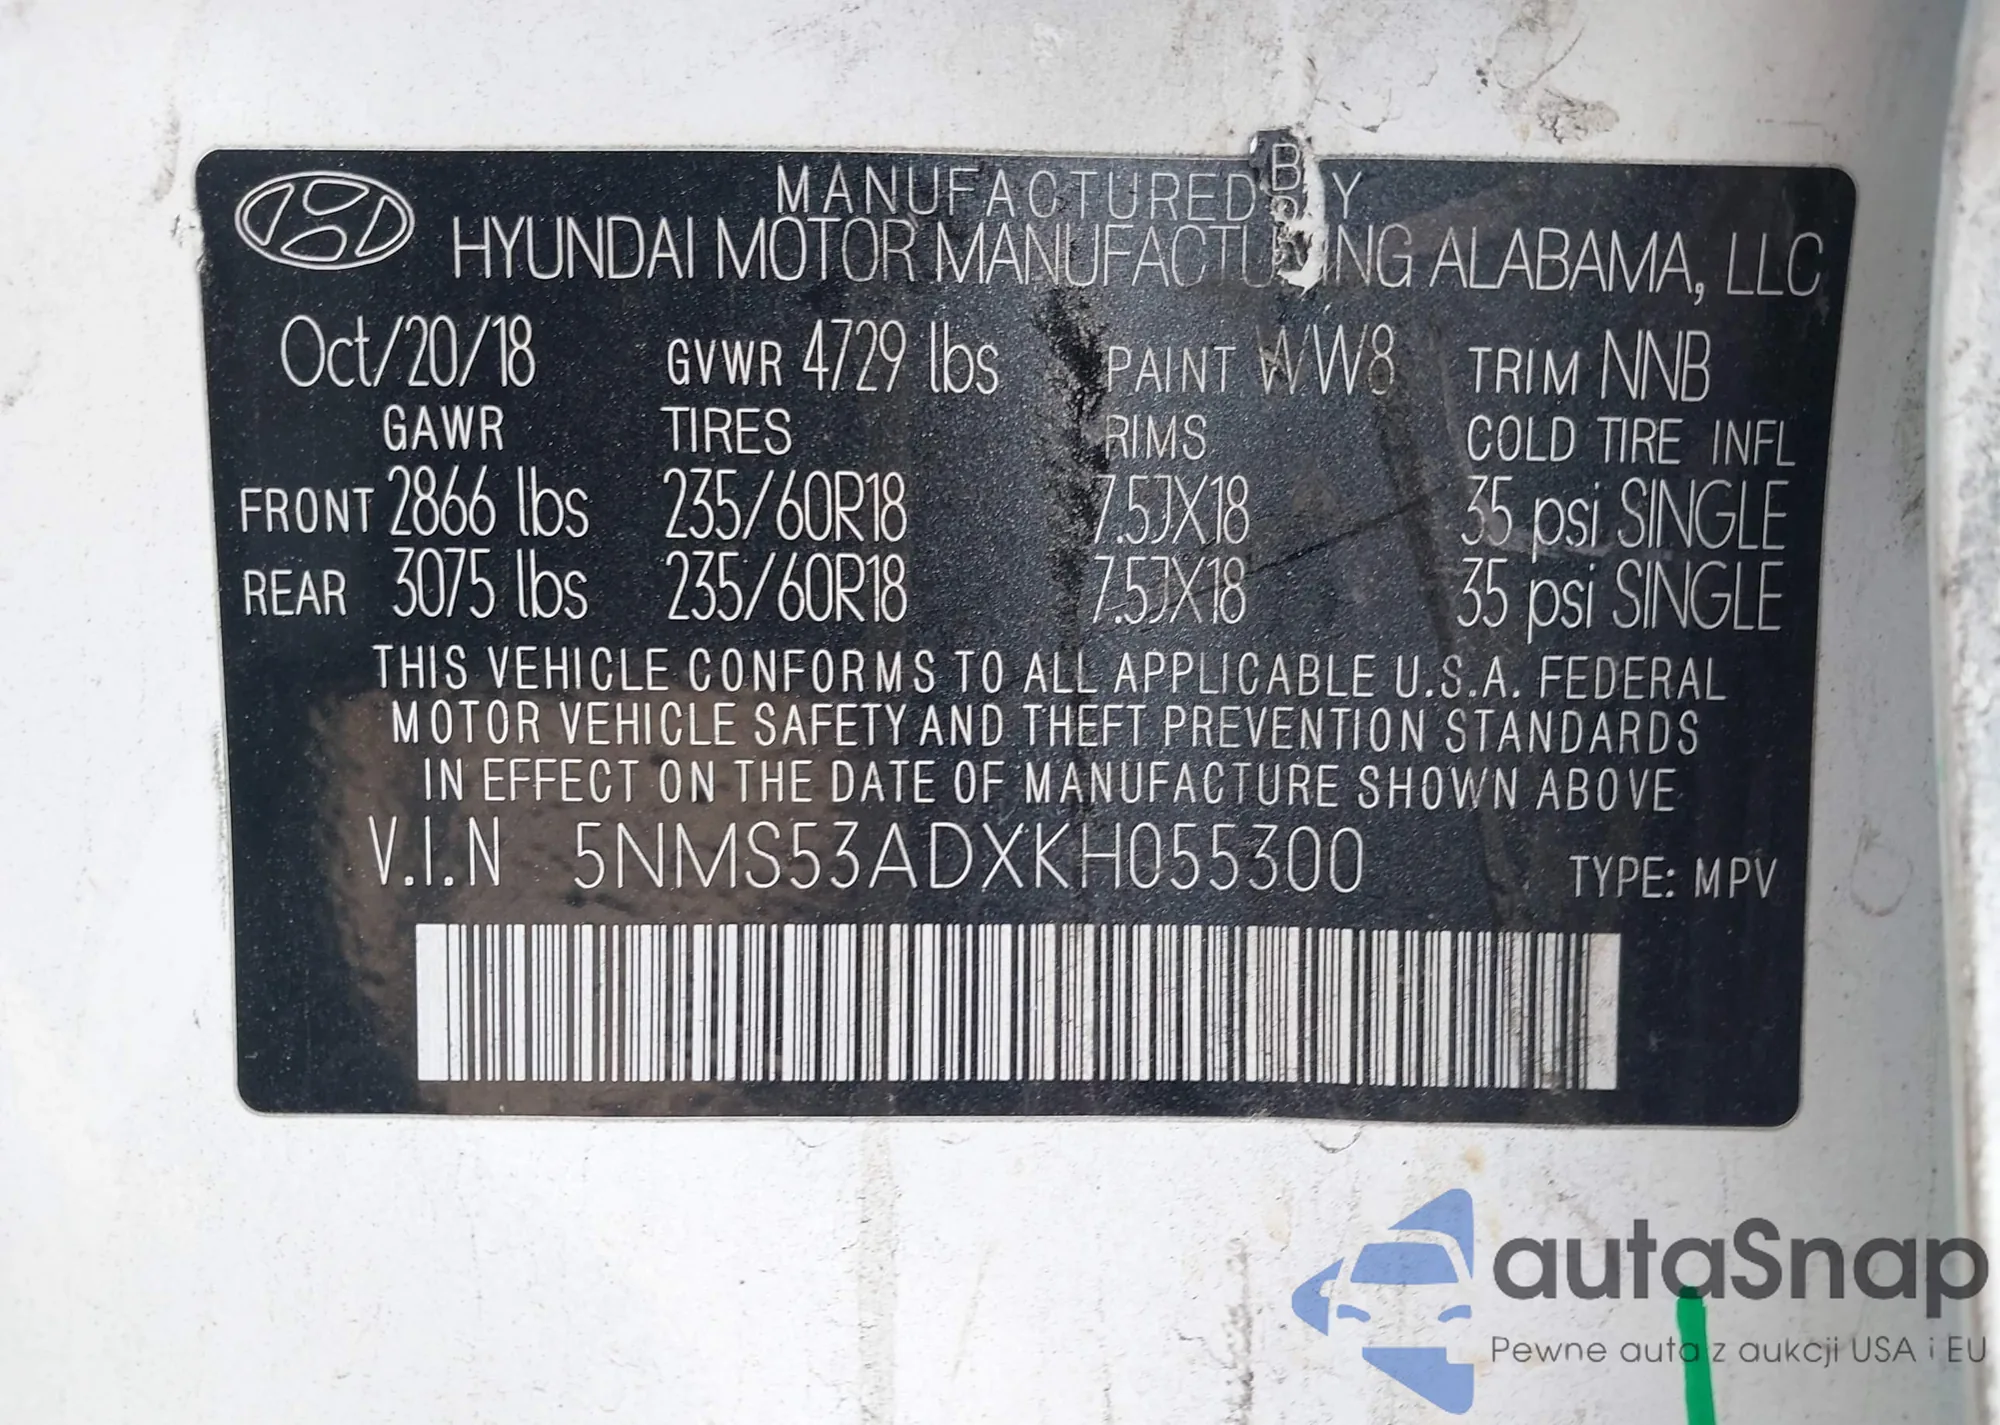 MANUFACTURED BY
HYUNDAI MOTOR MANUFACTURING ALABAMA, LLC
Oct/20/18 GVWR 4729 lbs PAINT WW8 TRIM NNB
GAWR TIRES RIMS COLD TIRE INFL
FRONT 2866 lbs 235/60R18 7.5JX18 35 psi SINGLE
REAR 3075 lbs 235/60R18 7.5JX18 35 psi SINGLE
THIS VEHICLE CONFORMS TO ALL APPLICABLE U.S.A. FEDERAL
MOTOR VEHICLE SAFETY AND THEFT PREVENTION STANDARDS
IN EFFECT ON THE DATE OF MANUFACTURE SHOWN ABOVE
V.I.N 5NMS53ADXKH055300 TYPE: MPV
autaSnap
Pewne auta z aukcji USA i EU